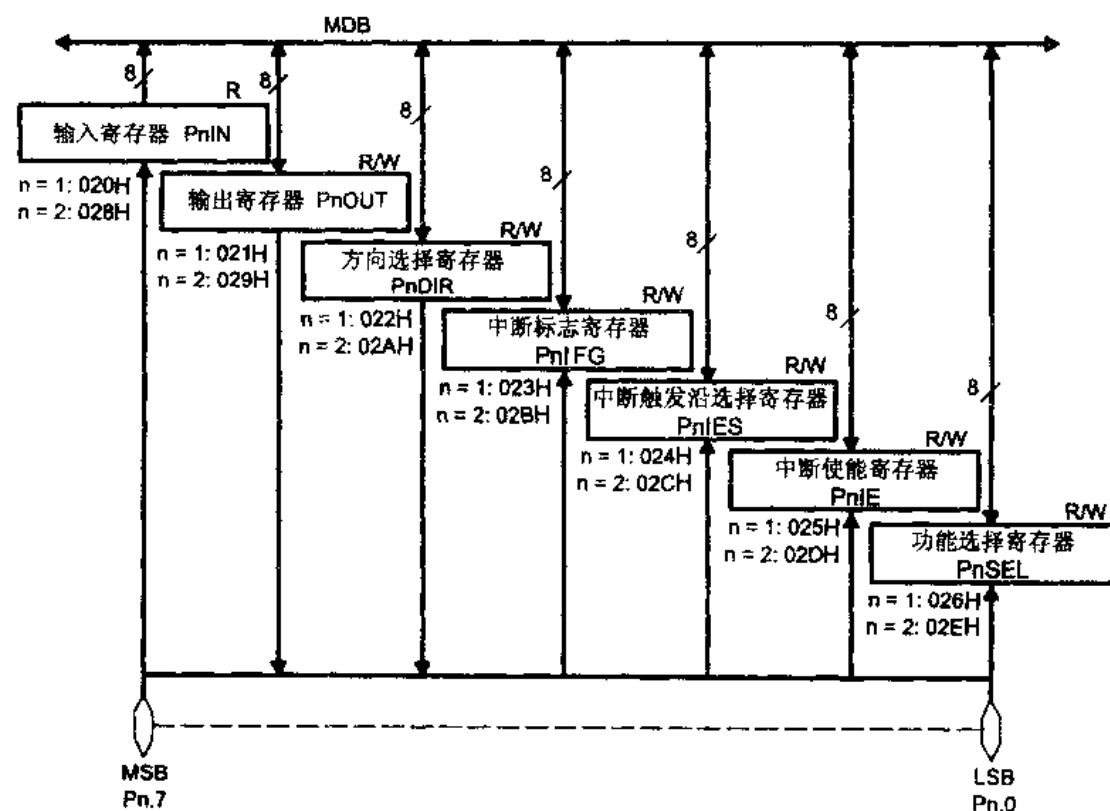 MDB
8
8
8
8
8
8
8
R
输入寄存器 PnIN
n = 1: 020H
n = 2: 028H
R/W
输出寄存器 PnOUT
n = 1: 021H
n = 2: 029H
R/W
方向选择寄存器
PnDIR
n = 1: 022H
n = 2: 02AH
R/W
中断标志寄存器
PnIFG
n = 1: 023H
n = 2: 02BH
R/W
中断触发沿选择寄存器
PnIES
n = 1: 024H
n = 2: 02CH
R/W
中断使能寄存器
PnIE
n = 1: 025H
n = 2: 02DH
R/W
功能选择寄存器
PnSEL
n = 1: 026H
n = 2: 02EH
MSB
Pn.7
LSB
Pn.0